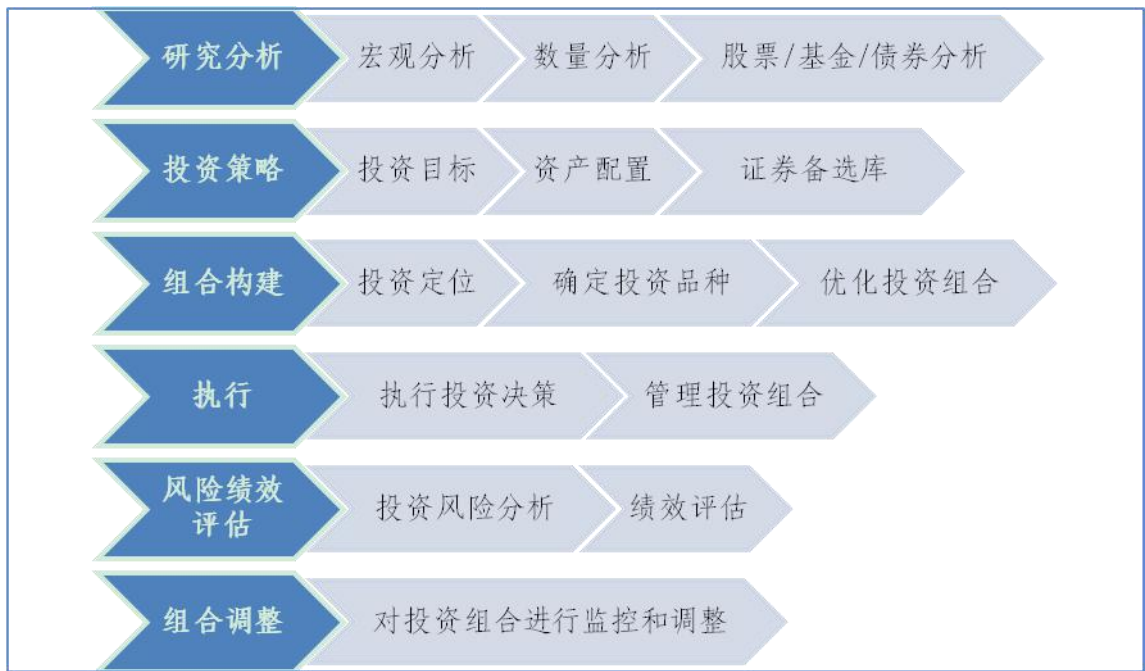 研究分析 宏观分析 数量分析 股票/基金/债券分析
投资策略 投资目标 资产配置 证券备选库
组合构建 投资定位 确定投资品种 优化投资组合
执行 执行投资决策 管理投资组合
风险绩效
评估 投资风险分析 绩效评估
组合调整 对投资组合进行监控和调整